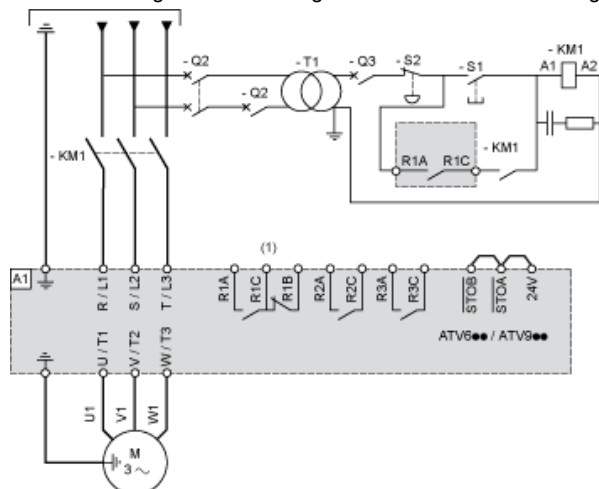 - Q2
- T1
- Q3
- S2
- S1
- KM1
A1
A2
- Q2
- KM1
R1A
R1C
- KM1
(1)
A1
R / L1
S / L2
T / L3
R1A
R1C
R1B
R2A
R2C
R3A
R3C
STOB
STOA
24V
ATV6●● / ATV9●●
U / T1
V / T2
W / T3
U1
V1
W1
M
3 ~